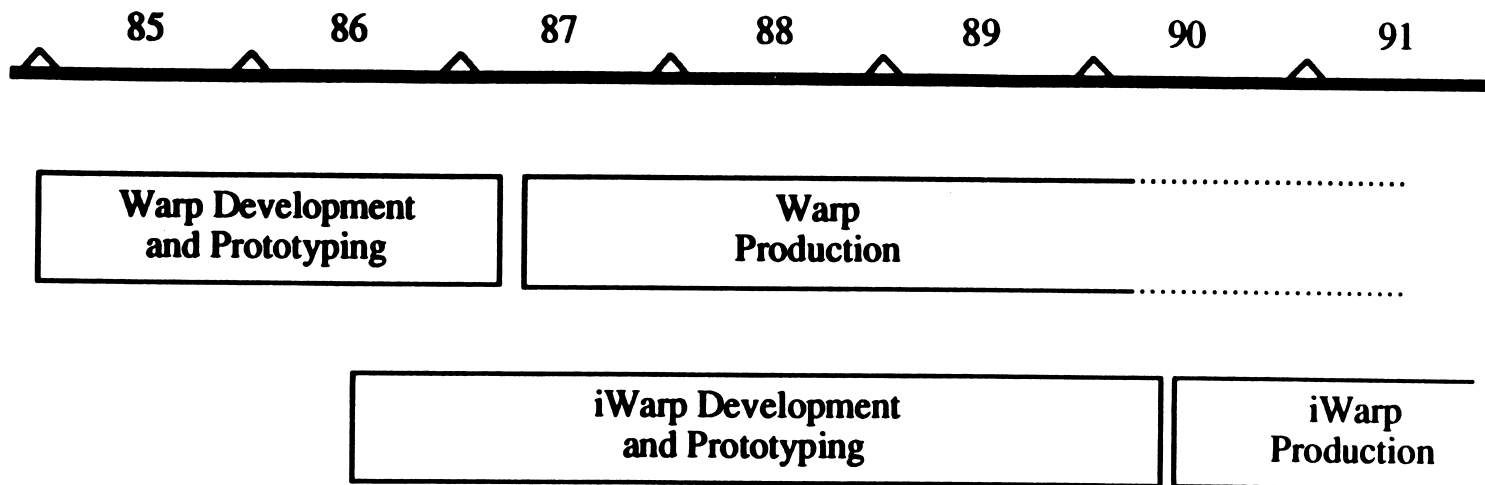 85 86 87 88 89 90 91
Warp Development
and Prototyping
Warp
Production
iWarp Development
and Prototyping
iWarp
Production